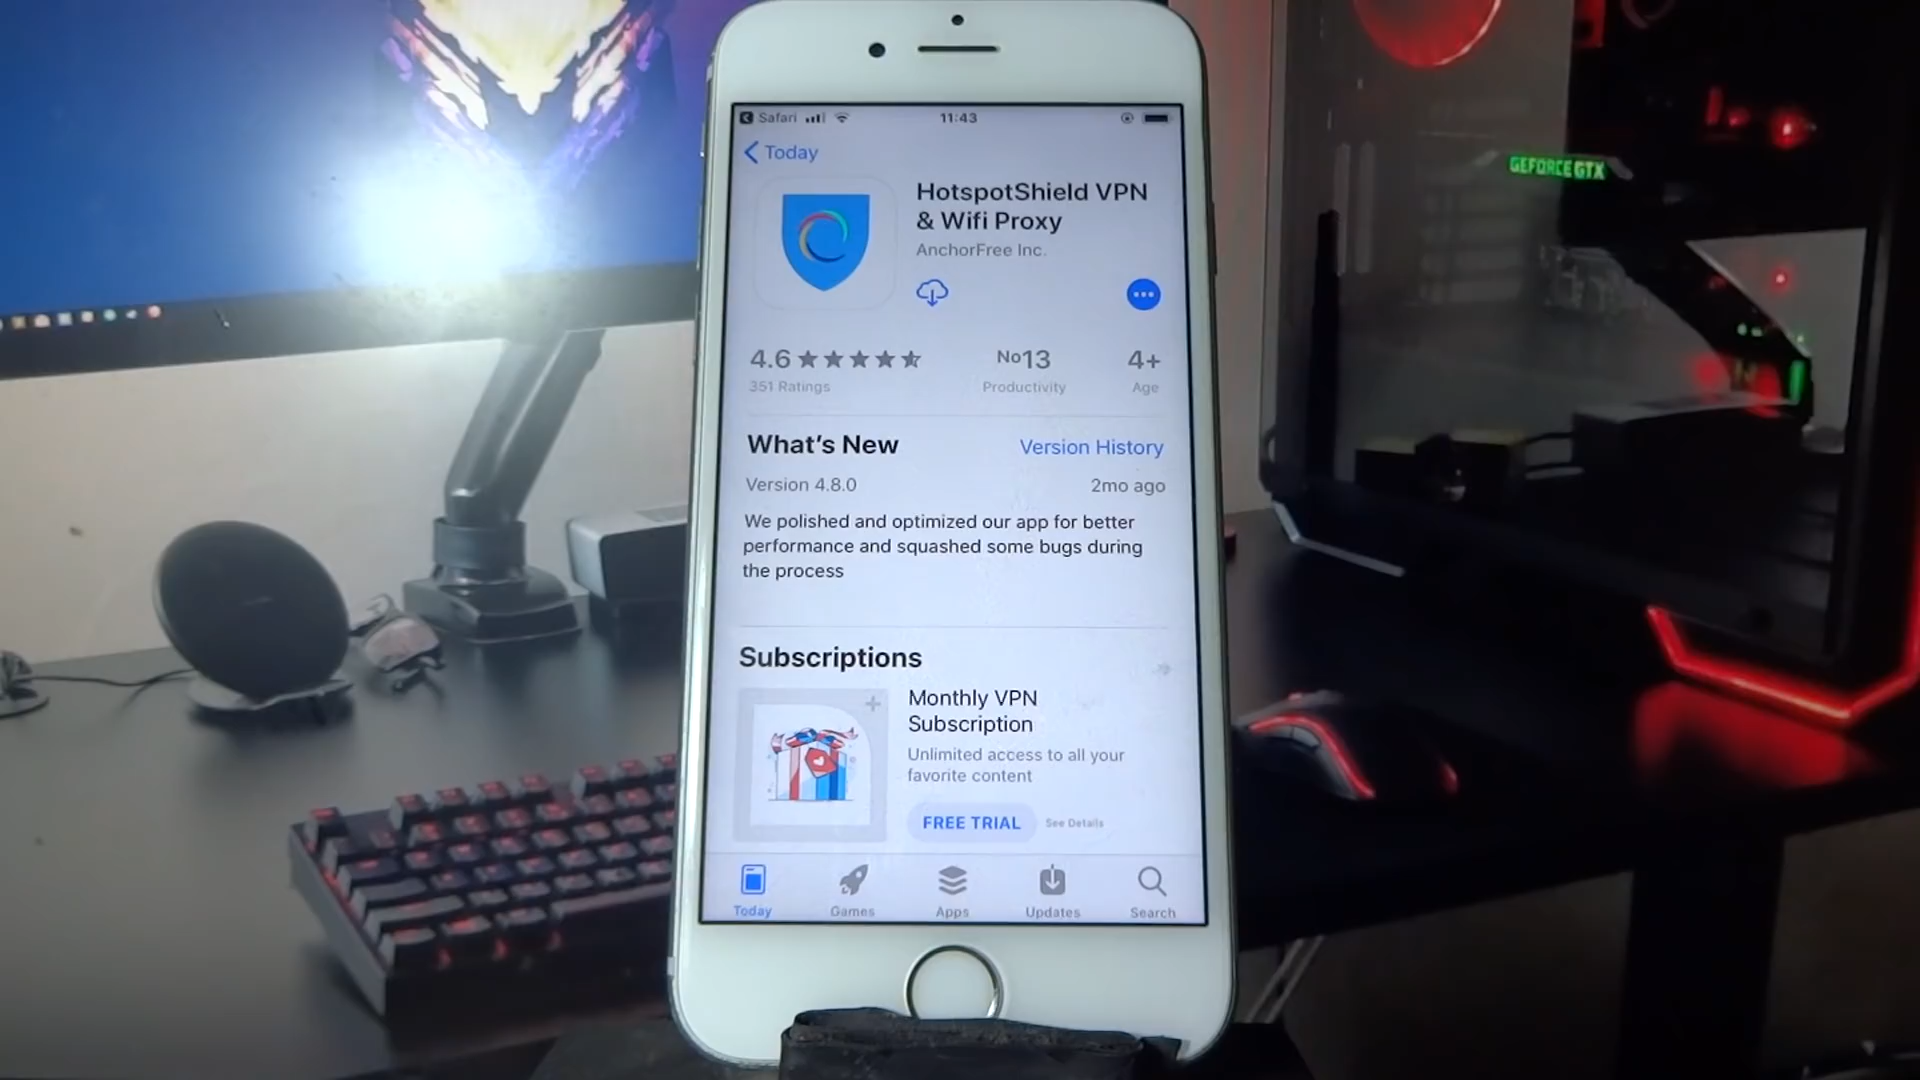 Safari
11:43
Today
HotspotShield VPN
& Wifi Proxy
AnchorFree Inc.
4.6
No13
4+
351 Ratings
Productivity
Age
What's New
Version History
Version 4.8.0
2mo ago
We polished and optimized our app for better
performance and squashed some bugs during
the process
Subscriptions
Monthly VPN
Subscription
Unlimited access to all your
favorite content
FREE TRIAL
See Details
Today
Games
Apps
Updates
Search
GEFORCE GTX